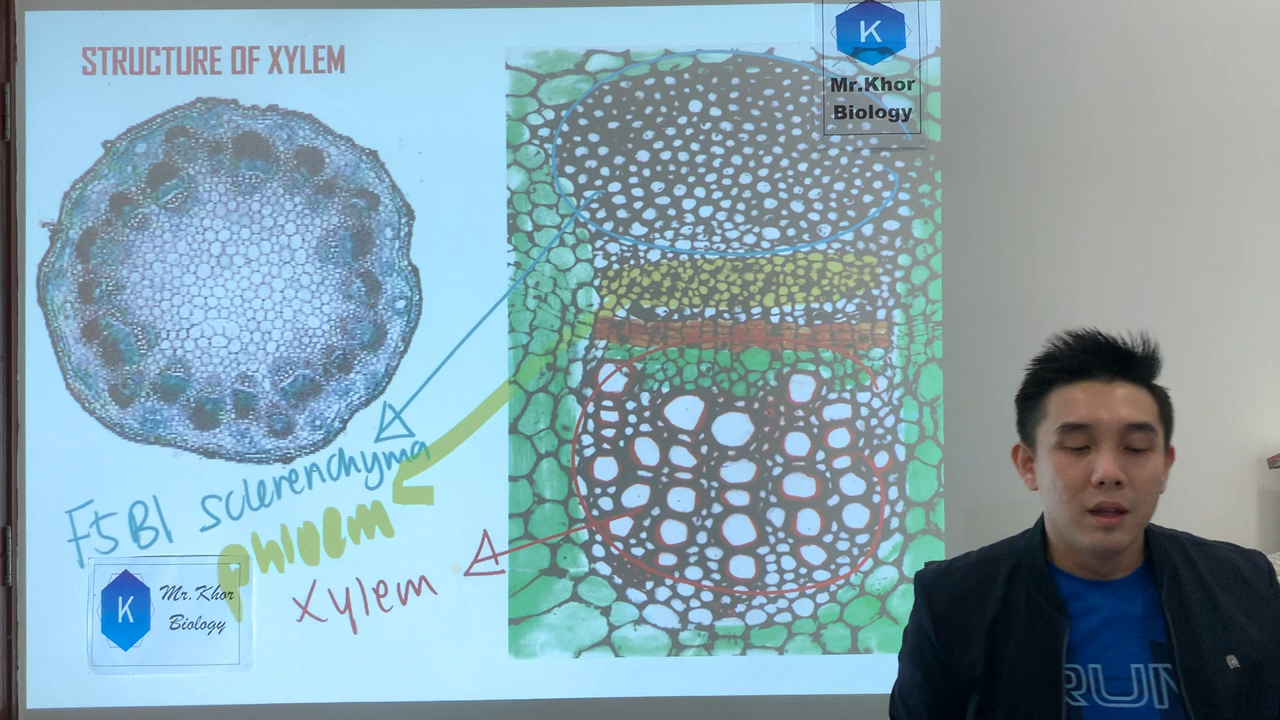 STRUCTURE OF XYLEM
K
Mr.Khor
Biology
F5B1 sclerenchyma
phloem
xylem
K
Mr.Khor
Biology
RUN